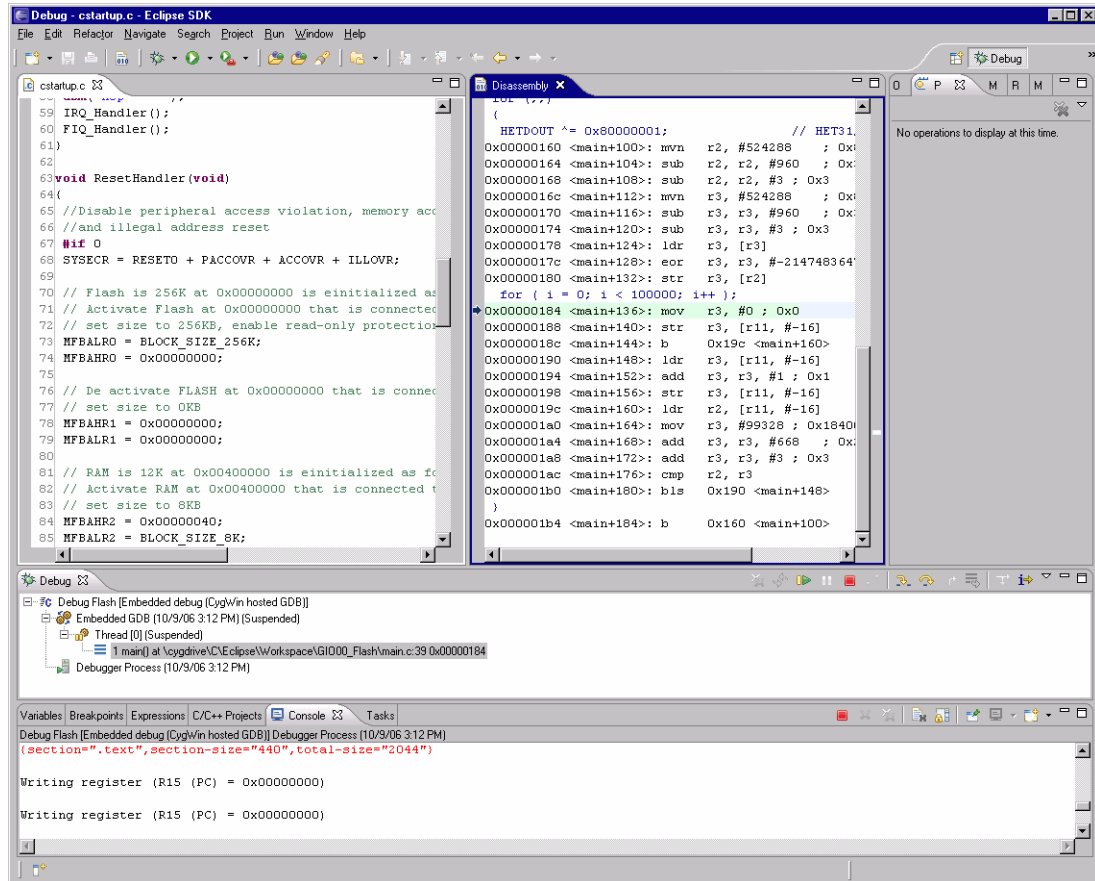 Debug - cstartup.c - Eclipse SDK
File Edit Refactor Navigate Search Project Run Window Help
Debug
cstartup.c
59 IRQ_Handler();
60 FIQ_Handler();
61 }
62
63 void ResetHandler(void)
64 {
65 //Disable peripheral access violation, memory acc
66 //and illegal address reset
67 #if 0
68 SYSECR = RESET0 + PACCOVR + ACCOVR + ILLOVR;
69
70 // Flash is 256K at 0x00000000 is einitialized as
71 // Activate Flash at 0x00000000 that is connected
72 // set size to 256KB, enable read-only protection
73 MFBALR0 = BLOCK_SIZE_256K;
74 MFBAHR0 = 0x00000000;
75
76 // De activate FLASH at 0x00000000 that is connec
77 // set size to 0KB
78 MFBAHR1 = 0x00000000;
79 MFBALR1 = 0x00000000;
80
81 // RAM is 12K at 0x00400000 is einitialized as fo
82 // Activate RAM at 0x00400000 that is connected t
83 // set size to 8KB
84 MFBAHR2 = 0x00000040;
85 MFBALR2 = BLOCK_SIZE_8K;
Disassembly
for (;;)
{
HETDOUT ^= 0x80000001; // HET31
0x00000160 <main+100>: mvn r2, #524288 ; 0x
0x00000164 <main+104>: sub r2, r2, #960 ; 0x
0x00000168 <main+108>: sub r2, r2, #3 ; 0x3
0x0000016c <main+112>: mvn r3, #524288 ; 0x
0x00000170 <main+116>: sub r3, r3, #960 ; 0x
0x00000174 <main+120>: sub r3, r3, #3 ; 0x3
0x00000178 <main+124>: ldr r3, [r3]
0x0000017c <main+128>: eor r3, r3, #-214748364
0x00000180 <main+132>: str r3, [r2]
for ( i = 0; i < 100000; i++ );
0x00000184 <main+136>: mov r3, #0 ; 0x0
0x00000188 <main+140>: str r3, [r11, #-16]
0x0000018c <main+144>: b 0x19c <main+160>
0x00000190 <main+148>: ldr r3, [r11, #-16]
0x00000194 <main+152>: add r3, r3, #1 ; 0x1
0x00000198 <main+156>: str r3, [r11, #-16]
0x0000019c <main+160>: ldr r2, [r11, #-16]
0x000001a0 <main+164>: mov r3, #99328 ; 0x1840
0x000001a4 <main+168>: add r3, r3, #668 ; 0x
0x000001a8 <main+172>: add r3, r3, #3 ; 0x3
0x000001ac <main+176>: cmp r2, r3
0x000001b0 <main+180>: bls 0x190 <main+148>
}
0x000001b4 <main+184>: b 0x160 <main+100>
O P M R M
No operations to display at this time.
Debug
Debug Flash [Embedded debug (CygWin hosted GDB)]
Embedded GDB (10/9/06 3:12 PM) (Suspended)
Thread [0] (Suspended)
1 main() at \cygdrive\C\Eclipse\Workspace\GIO00_Flash\main.c:39 0x00000184
Debugger Process (10/9/06 3:12 PM)
Variables Breakpoints Expressions C/C++ Projects Console Tasks
Debug Flash [Embedded debug (CygWin hosted GDB)] Debugger Process (10/9/06 3:12 PM)
{section=".text",section-size="440",total-size="2044"}
Writing register (R15 (PC) = 0x00000000)
Writing register (R15 (PC) = 0x00000000)